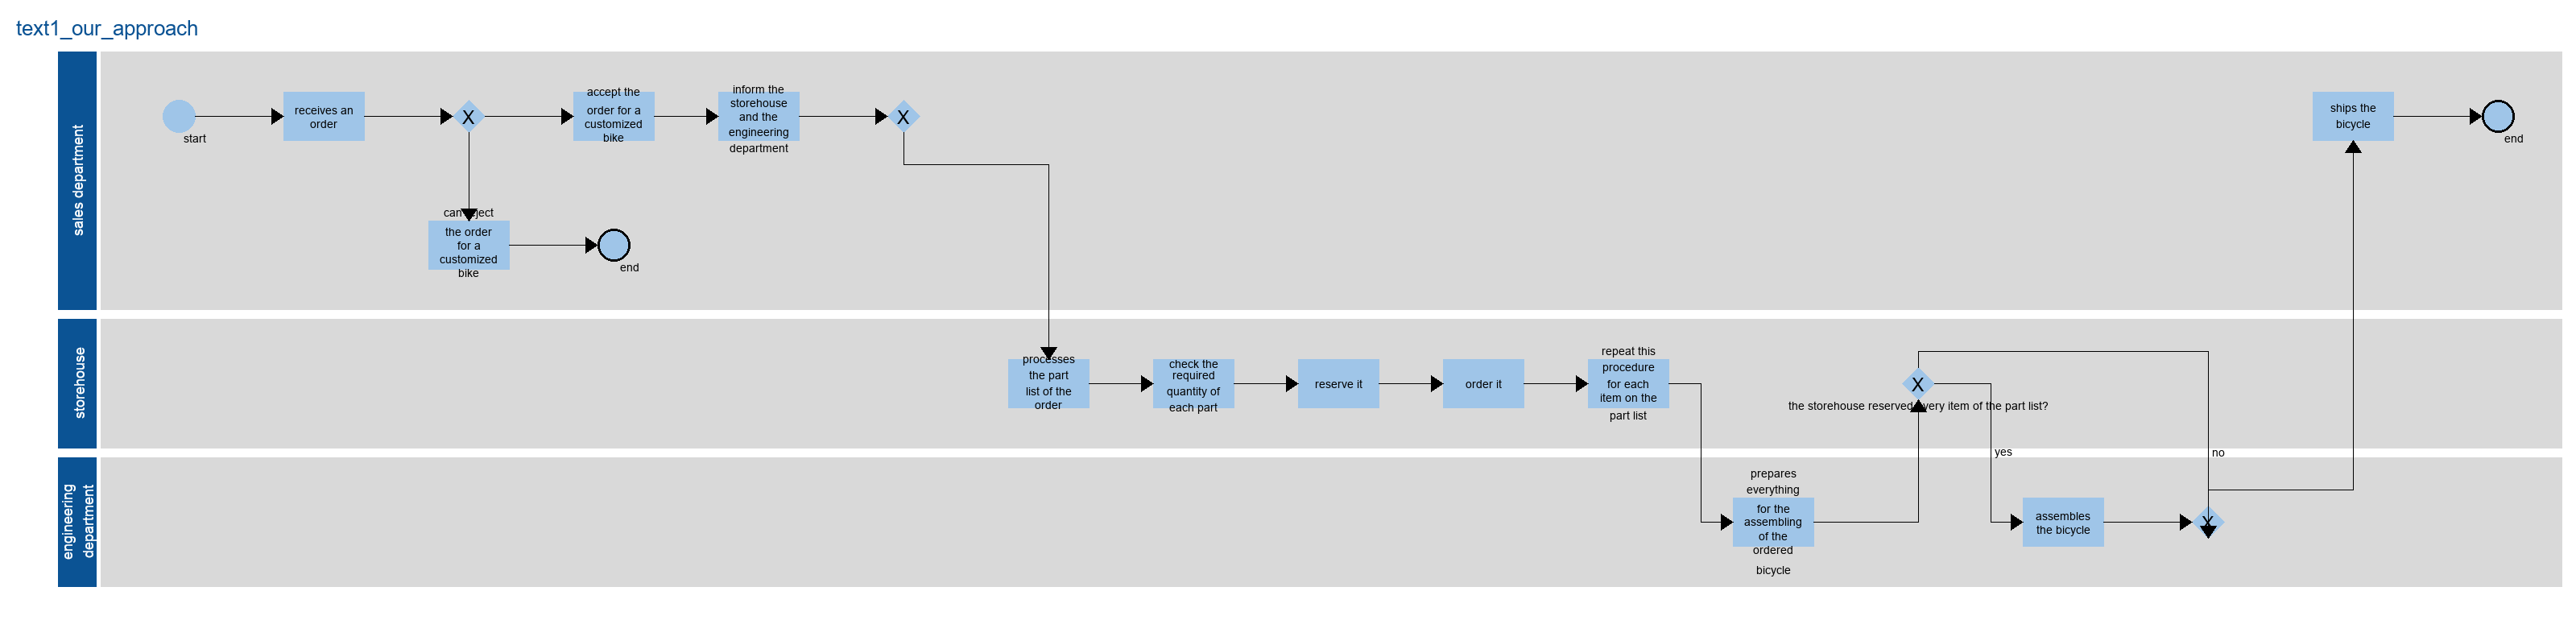 text1_our_approach
sales department
start
receives an
order
X
accept the
order for a
customized
bike
inform the
storehouse
and the
engineering
department
X
can reject
the order
for a
customized
bike
end
ships the
bicycle
end
storehouse
processes
the part
list of the
order
check the
required
quantity of
each part
reserve it
order it
repeat this
procedure
for each
item on the
part list
X
the storehouse reserved every item of the part list?
yes
no
engineering
department
prepares
everything
for the
assembling
of the
ordered
bicycle
assembles
the bicycle
X